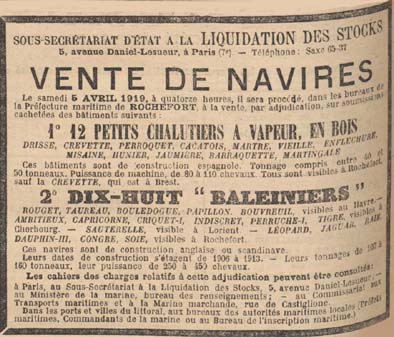 SOUS-SECRÉTARIAT D'ÉTAT A LA LIQUIDATION DES STOCKS
5, avenue Daniel-Lesueur, à Paris (7e). — Téléphone: Saxe 65-37
VENTE DE NAVIRES
Le samedi 5 AVRIL 1919, à quatorze heures, il sera procédé, dans les bureaux de
la Préfecture maritime de ROCHEFORT, à la vente, par adjudication, sur soumissions
cachetées des bâtiments suivants:
1° 12 PETITS CHALUTIERS A VAPEUR, EN BOIS
DRISSE, CREVETTE, PERROQUET, CACATOIS, MARTRE, VIEILLE, ENFLECHURE,
MISAINE, HUNIER, JAUMIÈRE, BARRAQUETTE, MARTINGALE
Ces bâtiments sont de construction espagnole. Tonnage compris entre 40 et
50 tonneaux. Puissance de machine, de 80 à 110 chevaux. Tous sont visibles à Rochefort,
sauf la CREVETTE, qui est à Brest.
2° DIX-HUIT "BALEINIERS"
ROUGET, TAUREAU, BOULEDOGUE, PAPILLON, BOUVREUIL, visibles au Havre. —
AMBITIEUX, CAPRICORNE, CRIQUET-I, INDISCRET, PERRUCHE-I, TIGRE, visibles à
Cherbourg. — SAUTERELLE, visible à Lorient. — LÉOPARD, JAGUAR, RAIE,
DAUPHIN-III, CONGRE, SOIE, visibles à Rochefort.
Ces navires sont de construction anglaise ou scandinave.
Leurs dates de construction s'étagent de 1906 à 1913. — Leurs tonnages de 100 à
160 tonneaux, leur puissance de 250 à 450 chevaux.
Les cahiers des charges relatifs à cette adjudication peuvent être consultés:
à Paris, au Sous-Secrétariat à la Liquidation des Stocks, 5, avenue Daniel-Lesueur; —
au Ministère de la marine, bureau des renseignements; — au Commissariat aux
Transports maritimes et à la Marine marchande, rue de Castiglione.
Dans les ports et villes du littoral, aux bureaux des autorités maritimes locales (Préfets
maritimes, Commandants de la marine ou au Bureau de l'inscription maritime.)